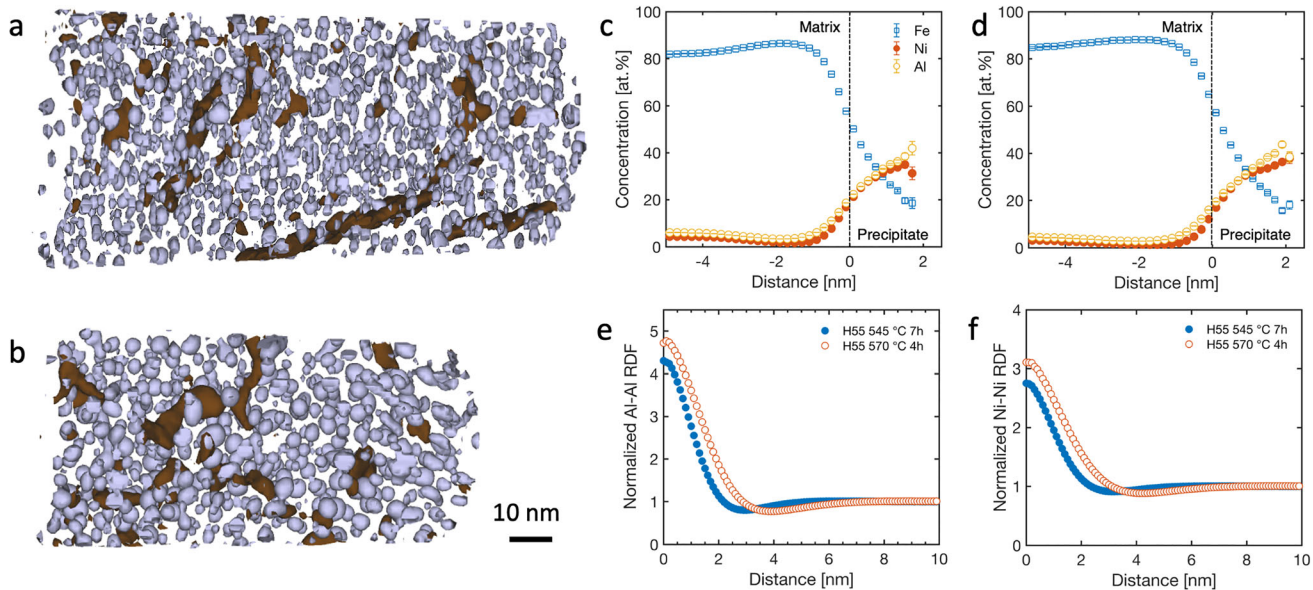 a
b
10 nm
c
Concentration [at.%]
100
80
60
40
20
0
Matrix
Fe
Ni
Al
Precipitate
-4
-2
0
2
Distance [nm]
d
Concentration [at.%]
100
80
60
40
20
0
Matrix
Fe
Ni
Al
Precipitate
-4
-2
0
2
Distance [nm]
e
Normalized Al-Al RDF
5
4
3
2
1
0
H55 545 °C 7h
H55 570 °C 4h
0
2
4
6
8
10
Distance [nm]
f
Normalized Ni-Ni RDF
4
3
2
1
0
H55 545 °C 7h
H55 570 °C 4h
0
2
4
6
8
10
Distance [nm]